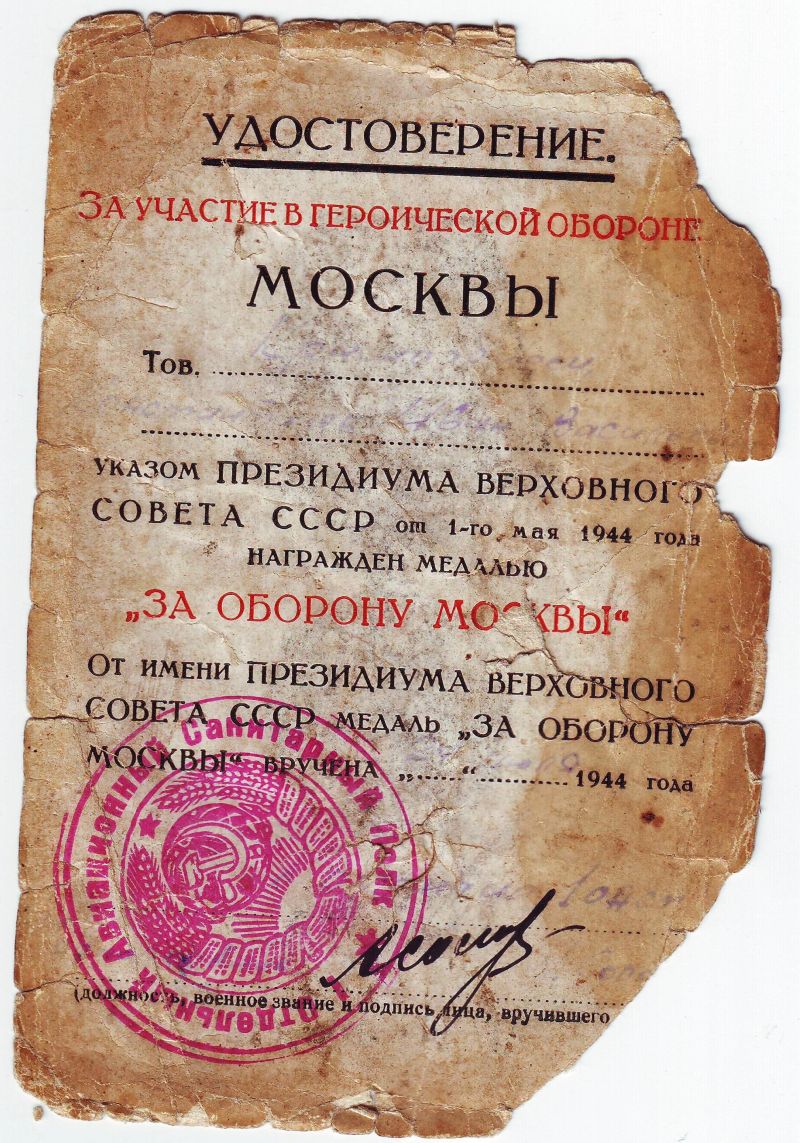 УДОСТОВЕРЕНИЕ.
ЗА УЧАСТИЕ В ГЕРОИЧЕСКОЙ ОБОРОНЕ
МОСКВЫ
Тов.
УКАЗОМ ПРЕЗИДИУМА ВЕРХОВНОГО
СОВЕТА СССР от 1-го мая 1944 года
НАГРАЖДЕН МЕДАЛЬЮ
„ЗА ОБОРОНУ МОСКВЫ“
От имени ПРЕЗИДИУМА ВЕРХОВНОГО
СОВЕТА СССР МЕДАЛЬ „ЗА ОБОРОНУ
МОСКВЫ“ ВРУЧЕНА „......“ 1944 года
Отдельный Авиационный Санитарный Полк
(должность, военное звание и подпись лица, вручившего